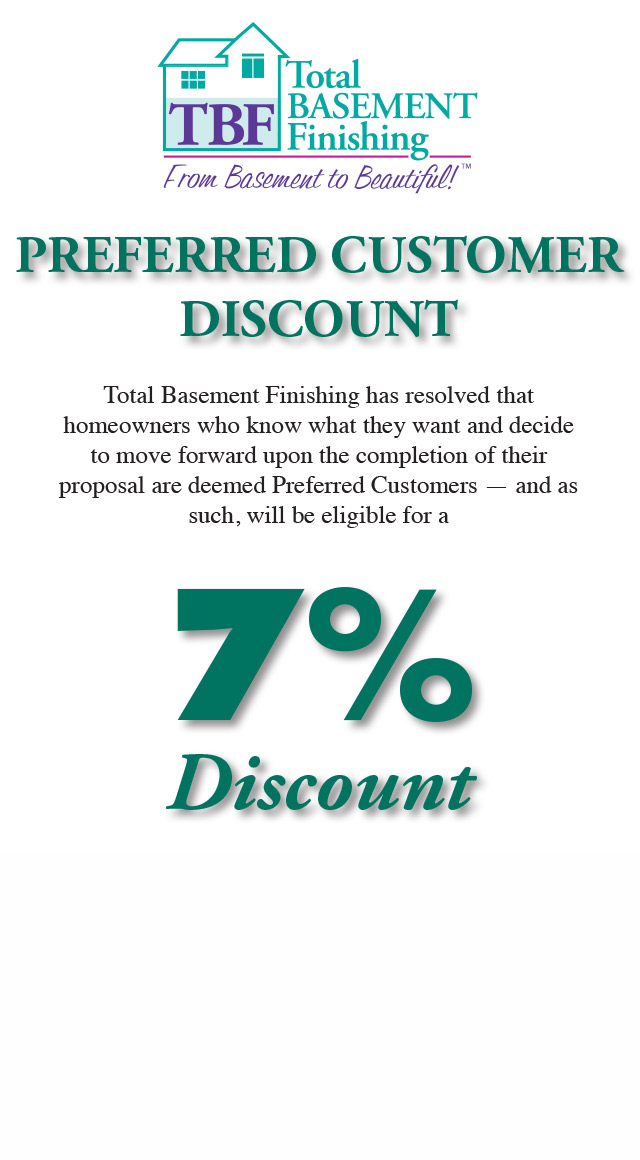 TBF
Total
BASEMENT
Finishing
From Basement to Beautiful!™
PREFERRED CUSTOMER
DISCOUNT
Total Basement Finishing has resolved that
homeowners who know what they want and decide
to move forward upon the completion of their
proposal are deemed Preferred Customers — and as
such, will be eligible for a
7%
Discount